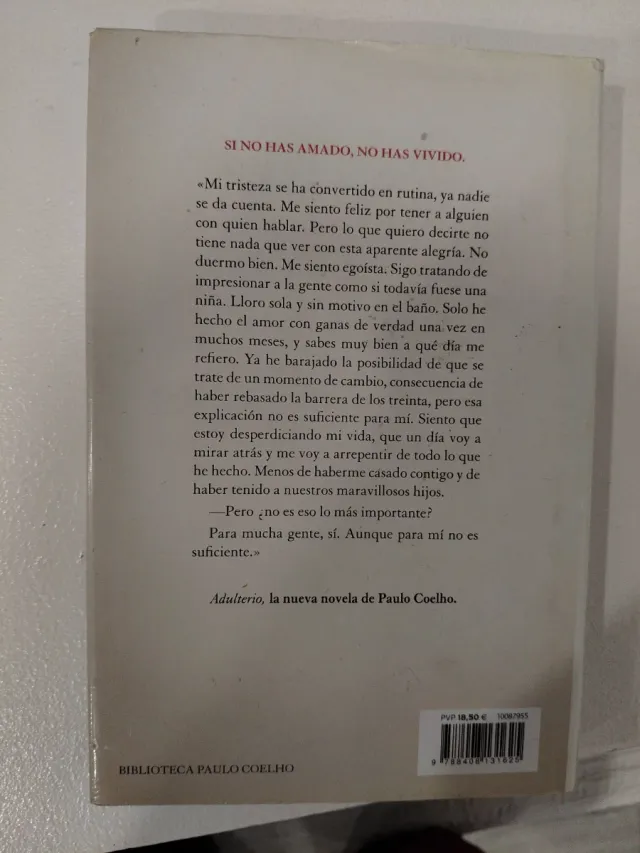 SI NO HAS AMADO, NO HAS VIVIDO.
«Mi tristeza se ha convertido en rutina, ya nadie
se da cuenta. Me siento feliz por tener a alguien
con quien hablar. Pero lo que quiero decirte no
tiene nada que ver con esta aparente alegría. No
duermo bien. Me siento egoísta. Sigo tratando de
impresionar a la gente como si todavía fuese una
niña. Lloro sola y sin motivo en el baño. Solo he
hecho el amor con ganas de verdad una vez en
muchos meses, y sabes muy bien a qué día me
refiero. Ya he barajado la posibilidad de que se
trate de un momento de cambio, consecuencia de
haber rebasado la barrera de los treinta, pero esa
explicación no es suficiente para mí. Siento que
estoy desperdiciando mi vida, que un día voy a
mirar atrás y me voy a arrepentir de todo lo que
he hecho. Menos de haberme casado contigo y de
haber tenido a nuestros maravillosos hijos.
—Pero ¿no es eso lo más importante?
Para mucha gente, sí. Aunque para mí no es
suficiente.»
Adulterio, la nueva novela de Paulo Coelho.
PVP 18,50 € 10082955
9 788408 131625
BIBLIOTECA PAULO COELHO